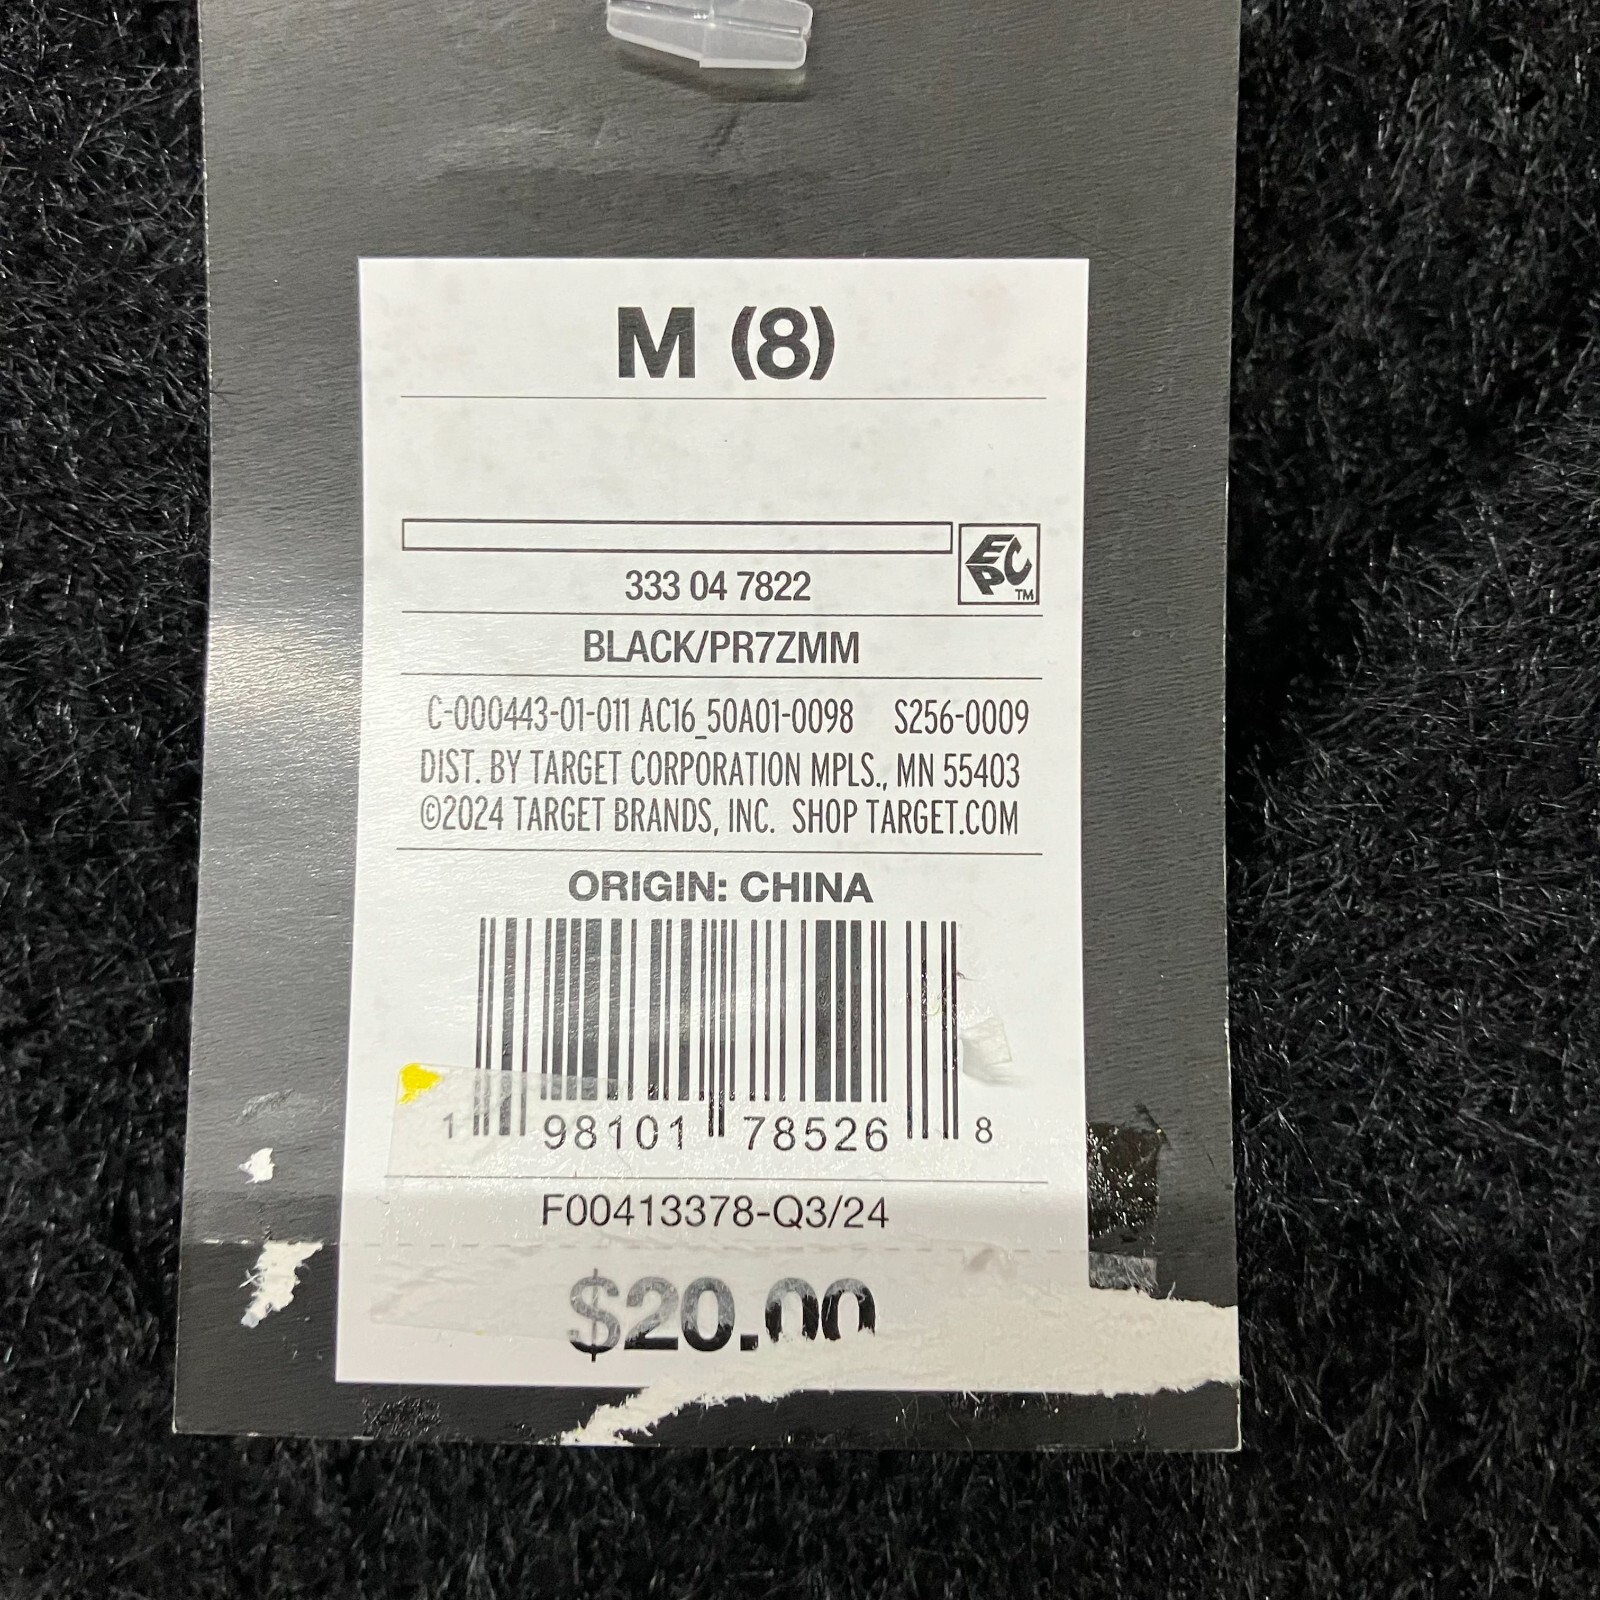 M (8)
EPC
TM
333 04 7822
BLACK/PR7ZMM
C-000443-01-011 AC16_50A01-0098 S256-0009
DIST. BY TARGET CORPORATION MPLS., MN 55403
©2024 TARGET BRANDS, INC. SHOP TARGET.COM
ORIGIN: CHINA
1 98101 78526 8
F00413378-Q3/24
$20.00